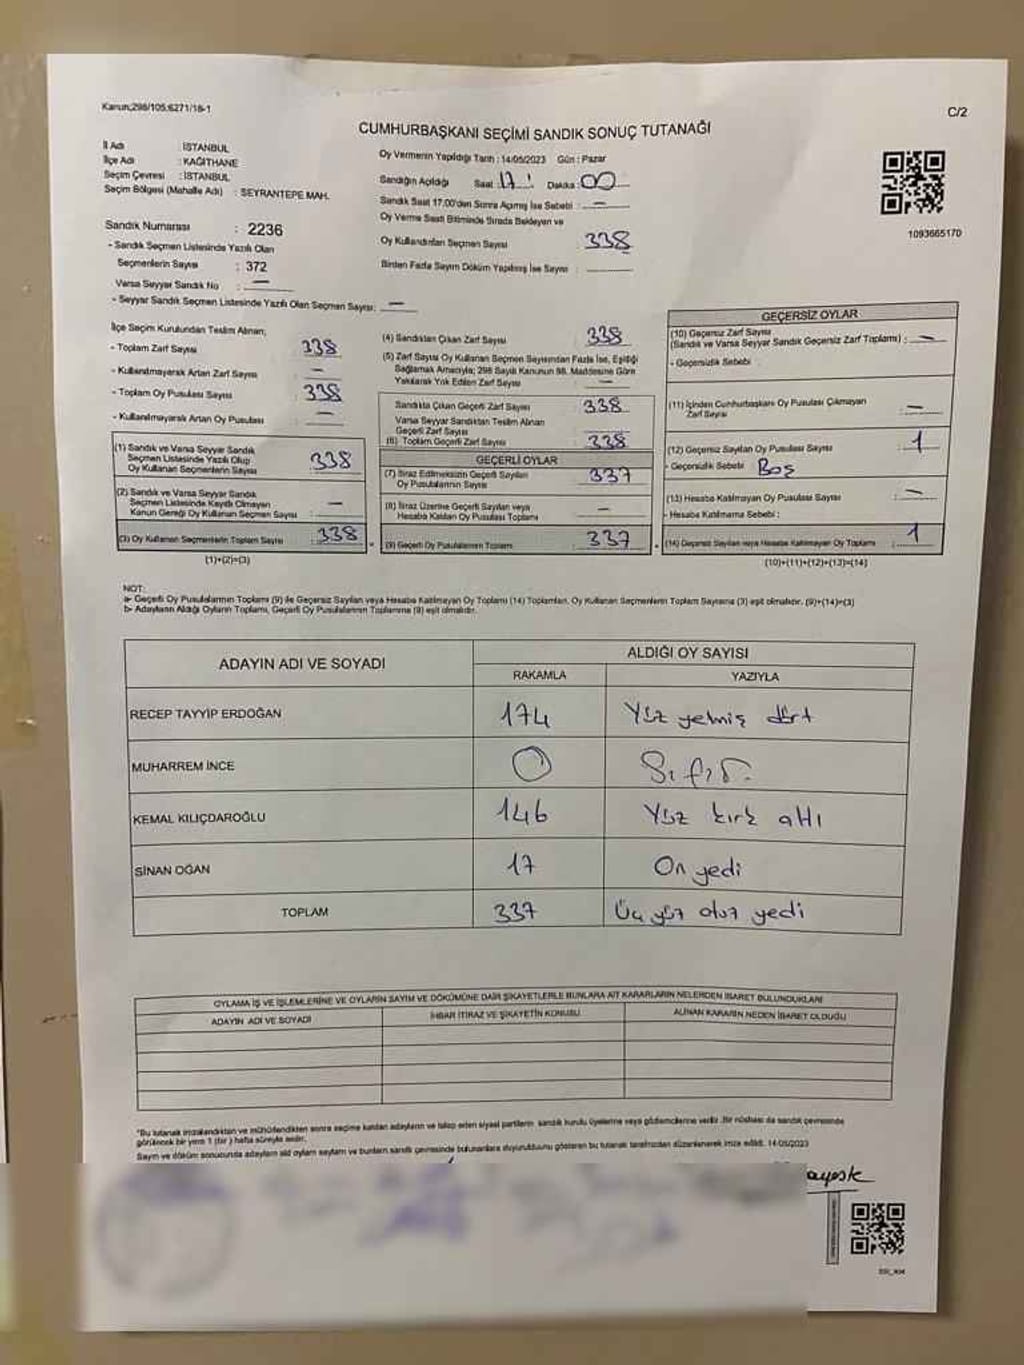 Kanun;298/105;6271/18-1
C/2
CUMHURBAŞKANI SEÇİMİ SANDIK SONUÇ TUTANAĞI
İl Adı : İSTANBUL
İlçe Adı : KAĞITHANE
Seçim Çevresi : İSTANBUL
Seçim Bölgesi (Mahalle Adı) : SEYRANTEPE MAH.
Sandık Numarası : 2236
- Sandık Seçmen Listesinde Yazılı Olan
Seçmenlerin Sayısı : 372
Varsa Seyyar Sandık No : —
- Seyyar Sandık Seçmen Listesinde Yazılı Olan Seçmen Sayısı: —
Oy Vermenin Yapıldığı Tarih : 14/05/2023 Gün : Pazar
Sandığın Açıldığı Saat : 17 Dakika : 00
Sandık Saat 17.00'den Sonra Açılmış İse Sebebi : —
Oy Verme Saati Bitiminde Sırada Bekleyen ve
Oy Kullandırılan Seçmen Sayısı : 338
Birden Fazla Sayım Döküm Yapılmış İse Sayısı :
1093665170
İlçe Seçim Kurulundan Teslim Alınan;
- Toplam Zarf Sayısı : 338
- Kullanılmayarak Artan Zarf Sayısı : —
- Toplam Oy Pusulası Sayısı : 338
- Kullanılmayarak Artan Oy Pusulası : —
(1) Sandık ve Varsa Seyyar Sandık
Seçmen Listesinde Yazılı Olup
Oy Kullanan Seçmenlerin Sayısı : 338
(2) Sandık ve Varsa Seyyar Sandık
Seçmen Listesinde Kayıtlı Olmayan
Kanun Gereği Oy Kullanan Seçmen Sayısı : —
(3) Oy Kullanan Seçmenlerin Toplam Sayısı : 338
(1)+(2)=(3)
(4) Sandıktan Çıkan Zarf Sayısı : 338
(5) Zarf Sayısı Oy Kullanan Seçmen Sayısından Fazla İse, Eşitliği
Sağlamak Amacıyla; 298 Sayılı Kanunun 98. Maddesine Göre
Yakılarak Yok Edilen Zarf Sayısı : —
Sandıkta Çıkan Geçerli Zarf Sayısı : 338
Varsa Seyyar Sandıktan Teslim Alınan
Geçerli Zarf Sayısı :
(6) Toplam Geçerli Zarf Sayısı : 338
GEÇERLİ OYLAR
(7) İtiraz Edilmeksizin Geçerli Sayılan
Oy Pusulalarının Sayısı : 337
(8) İtiraz Üzerine Geçerli Sayılan veya
Hesaba Katılan Oy Pusulası Toplamı : —
(9) Geçerli Oy Pusulalarının Toplamı : 337
GEÇERSİZ OYLAR
(10) Geçersiz Zarf Sayısı
(Sandık ve Varsa Seyyar Sandık Geçersiz Zarf Toplamı) : —
- Geçersizlik Sebebi :
(11) İçinden Cumhurbaşkanı Oy Pusulası Çıkmayan
Zarf Sayısı : —
(12) Geçersiz Sayılan Oy Pusulası Sayısı : 1
- Geçersizlik Sebebi : Boş
(13) Hesaba Katılmayan Oy Pusulası Sayısı : —
- Hesaba Katılmama Sebebi :
(14) Geçersiz Sayılan veya Hesaba Katılmayan Oy Toplamı : 1
(10)+(11)+(12)+(13)=(14)
NOT:
a- Geçerli Oy Pusulalarının Toplamı (9) ile Geçersiz Sayılan veya Hesaba Katılmayan Oy Toplamı (14) Toplamları, Oy Kullanan Seçmenlerin Toplam Sayısına (3) eşit olmalıdır. (9)+(14)=(3)
b- Adayların Aldığı Oyların Toplamı, Geçerli Oy Pusulalarının Toplamına (9) eşit olmalıdır.
ADAYIN ADI VE SOYADI
ALDIĞI OY SAYISI
RAKAMLA YAZIYLA
RECEP TAYYİP ERDOĞAN 174 Yüz yetmiş dört
MUHARREM İNCE 0 Sıfır.
KEMAL KILIÇDAROĞLU 146 Yüz kırk altı
SİNAN OĞAN 17 On yedi
TOPLAM 337 Üç yüz otuz yedi
OYLAMA İŞ VE İŞLEMLERİNE VE OYLARIN SAYIM VE DÖKÜMÜNE DAİR ŞİKAYETLERLE BUNLARA AİT KARARLARIN NELERDEN İBARET BULUNDUKLARI
ADAYIN ADI VE SOYADI İHBAR İTİRAZ VE ŞİKAYETİN KONUSU ALINAN KARARIN NEDEN İBARET OLDUĞU
*Bu tutanak imzalandıktan ve mühürlendikten sonra seçime katılan adayların ve talep eden siyasi partilerin sandık kurulu üyelerine veya gözlemcilerine verilir. Bir nüshası da sandık çevresinde
görülecek bir yere 1 (bir) hafta süreyle asılır.
Sayım ve döküm sonucunda adayların aldığı oyların sayısını ve bunların sandık çevresinde bulunanlara duyurulduğunu gösteren bu tutanak tarafımızdan düzenlenerek imza edildi. 14/05/2023